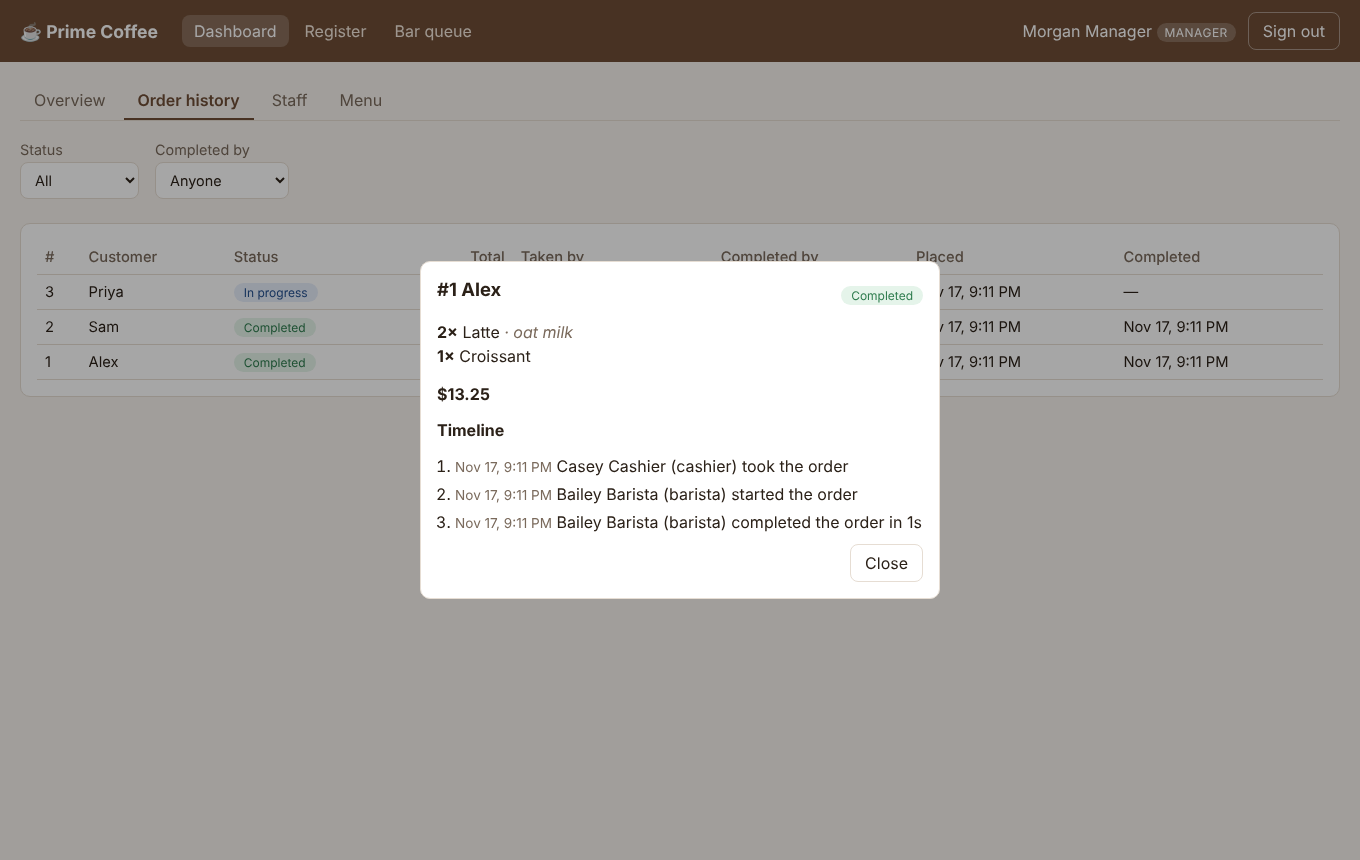 ☕ Prime Coffee Dashboard Register Bar queue Morgan Manager MANAGER Sign out
Overview Order history Staff Menu
Status Completed by
All Anyone
# Customer Status Total Taken by Completed by Placed Completed
3 Priya In progress 17, 9:11 PM —
2 Sam Completed 17, 9:11 PM Nov 17, 9:11 PM
1 Alex Completed 17, 9:11 PM Nov 17, 9:11 PM
#1 Alex Completed
2× Latte · oat milk
1× Croissant
$13.25
Timeline
1. Nov 17, 9:11 PM Casey Cashier (cashier) took the order
2. Nov 17, 9:11 PM Bailey Barista (barista) started the order
3. Nov 17, 9:11 PM Bailey Barista (barista) completed the order in 1s
Close